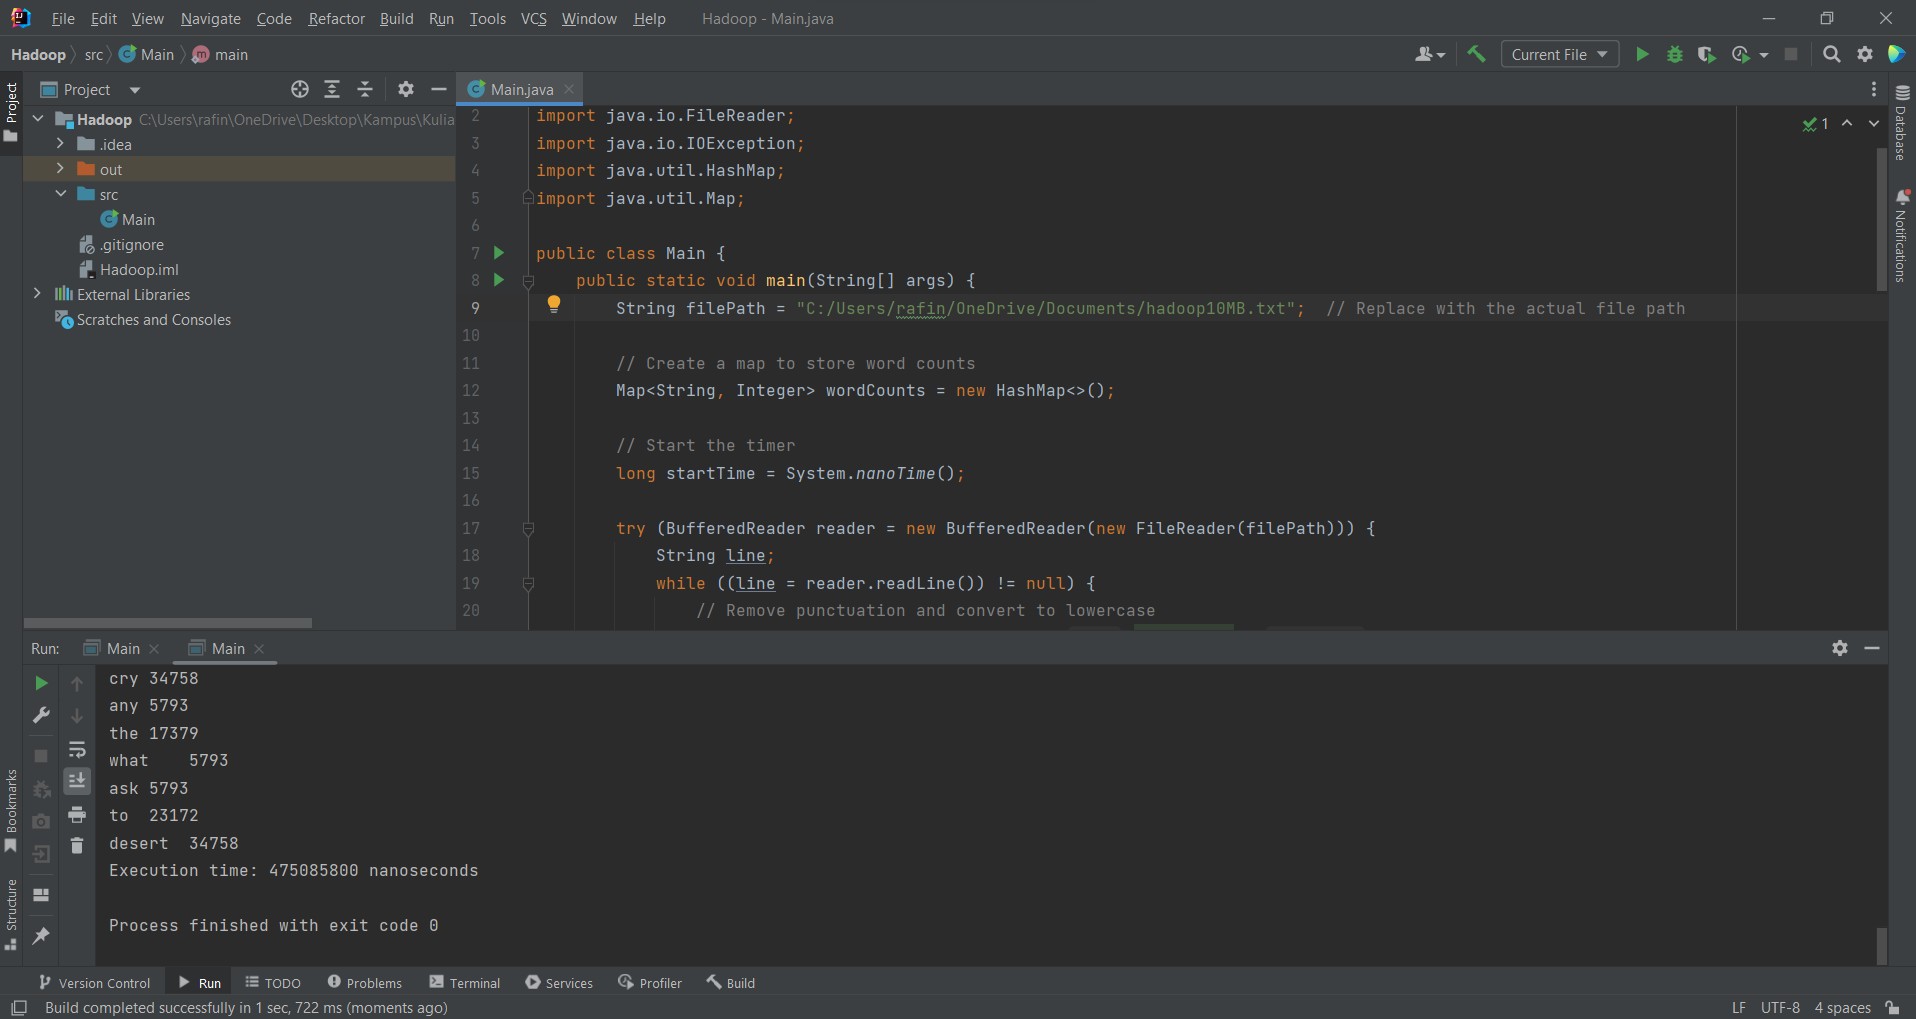 File Edit View Navigate Code Refactor Build Run Tools VCS Window Help Hadoop - Main.java
Hadoop src Main main
Current File
Project
Project
Main.java
Hadoop C:\Users\rafin\OneDrive\Desktop\Kampus\Kulia
.idea
out
src
Main
.gitignore
Hadoop.iml
External Libraries
Scratches and Consoles
2 import java.io.FileReader;
3 import java.io.IOException;
4 import java.util.HashMap;
5 import java.util.Map;
6
7 public class Main {
8 public static void main(String[] args) {
9 String filePath = "C:/Users/rafin/OneDrive/Documents/hadoop10MB.txt"; // Replace with the actual file path
10
11 // Create a map to store word counts
12 Map<String, Integer> wordCounts = new HashMap<>();
13
14 // Start the timer
15 long startTime = System.nanoTime();
16
17 try (BufferedReader reader = new BufferedReader(new FileReader(filePath))) {
18 String line;
19 while ((line = reader.readLine()) != null) {
20 // Remove punctuation and convert to lowercase
1
Database
Notifications
Run: Main Main
cry 34758
any 5793
the 17379
what 5793
ask 5793
to 23172
desert 34758
Execution time: 475085800 nanoseconds
Process finished with exit code 0
Bookmarks
Structure
Version Control Run TODO Problems Terminal Services Profiler Build
Build completed successfully in 1 sec, 722 ms (moments ago)
LF UTF-8 4 spaces